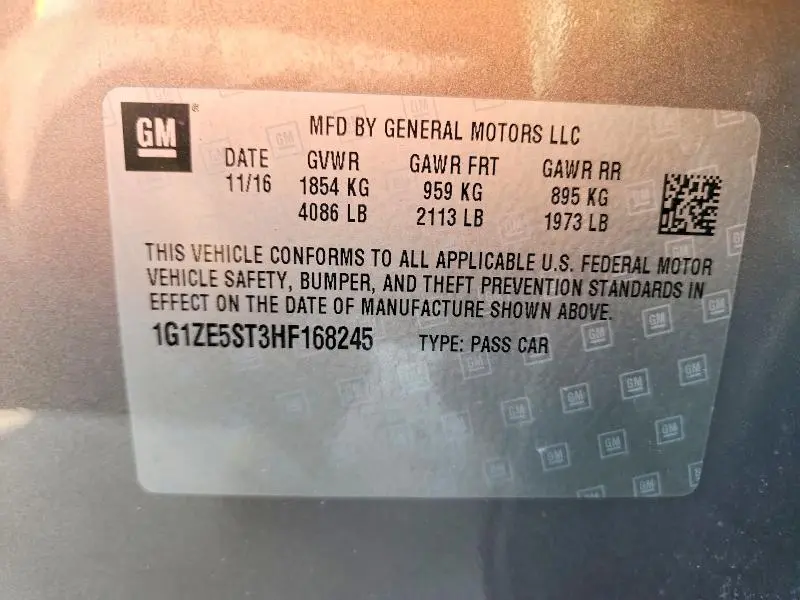 GM®
MFD BY GENERAL MOTORS LLC
DATE GVWR GAWR FRT GAWR RR
11/16 1854 KG 959 KG 895 KG
4086 LB 2113 LB 1973 LB
THIS VEHICLE CONFORMS TO ALL APPLICABLE U.S. FEDERAL MOTOR
VEHICLE SAFETY, BUMPER, AND THEFT PREVENTION STANDARDS IN
EFFECT ON THE DATE OF MANUFACTURE SHOWN ABOVE.
1G1ZE5ST3HF168245 TYPE: PASS CAR